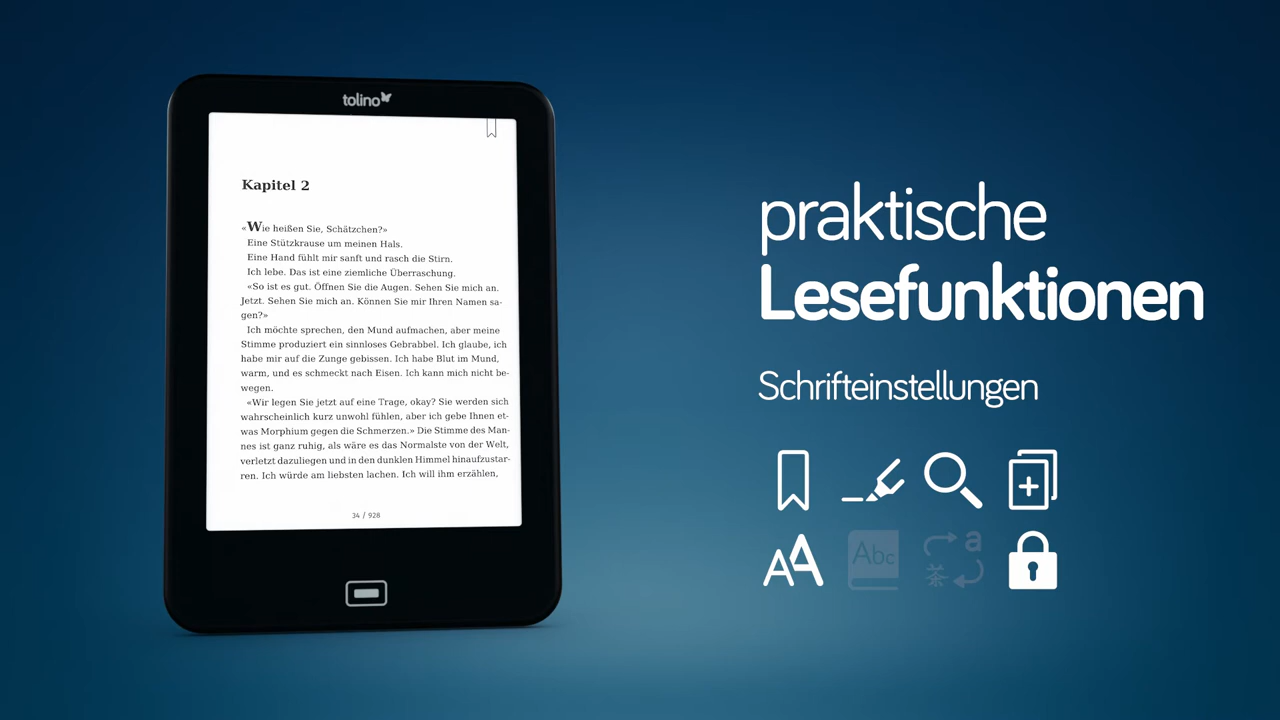 tolino
Kapitel 2
«Wie heißen Sie, Schätzchen?»
Eine Stützkrause um meinen Hals.
Eine Hand fühlt mir sanft und rasch die Stirn.
Ich lebe. Das ist eine ziemliche Überraschung.
«So ist es gut. Öffnen Sie die Augen. Sehen Sie mich an.
Jetzt. Sehen Sie mich an. Können Sie mir Ihren Namen sa-
gen?»
Ich möchte sprechen, den Mund aufmachen, aber meine
Stimme produziert ein sinnloses Gebrabbel. Ich glaube, ich
habe mir auf die Zunge gebissen. Ich habe Blut im Mund,
warm, und es schmeckt nach Eisen. Ich kann mich nicht be-
wegen.
«Wir legen Sie jetzt auf eine Trage, okay? Sie werden sich
wahrscheinlich kurz unwohl fühlen, aber ich gebe Ihnen et-
was Morphium gegen die Schmerzen.» Die Stimme des Man-
nes ist ganz ruhig, als wäre es das Normalste von der Welt,
verletzt dazuliegen und in den dunklen Himmel hinaufzustar-
ren. Ich würde am liebsten lachen. Ich will ihm erzählen,
34 / 928
praktische
Lesefunktionen
Schrifteinstellungen
AA
Abc
a
茶